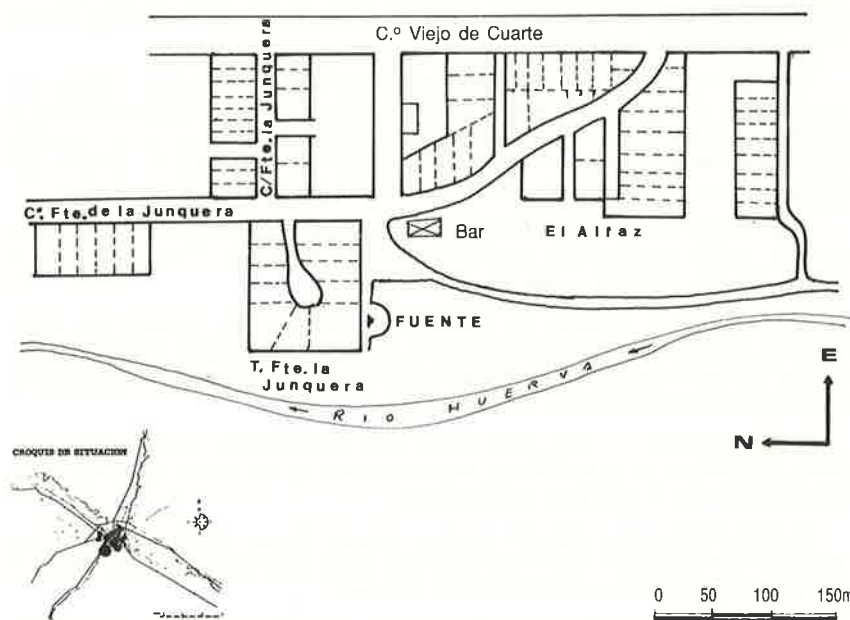 C.º Viejo de Cuarte
C/Fte. la Junquera
Cº. Fte. de la Junquera
Bar
El Alfaz
FUENTE
T. Fte. la
Junquera
RIO HUERVA
E
N
CROQUIS DE SITUACION
0 50 100 150m